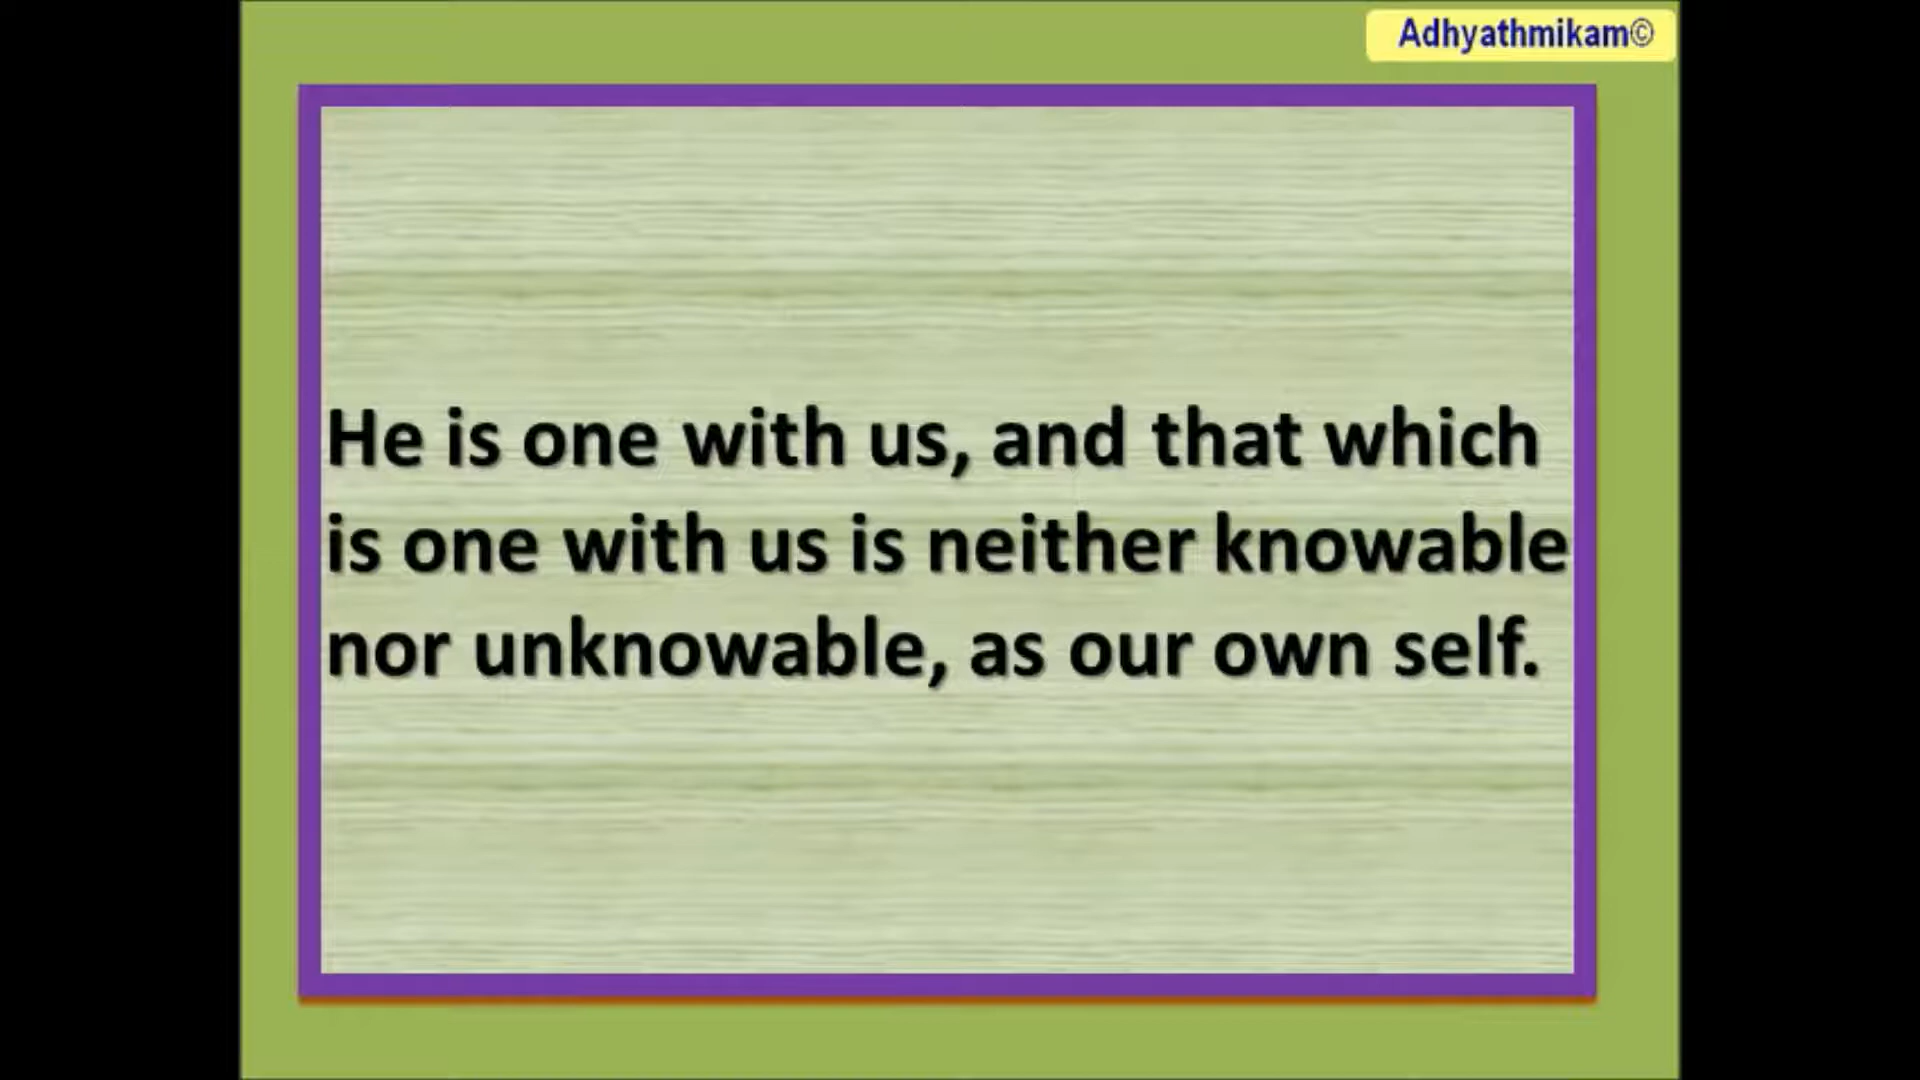 Adhyathmikam©
He is one with us, and that which
is one with us is neither knowable
nor unknowable, as our own self.